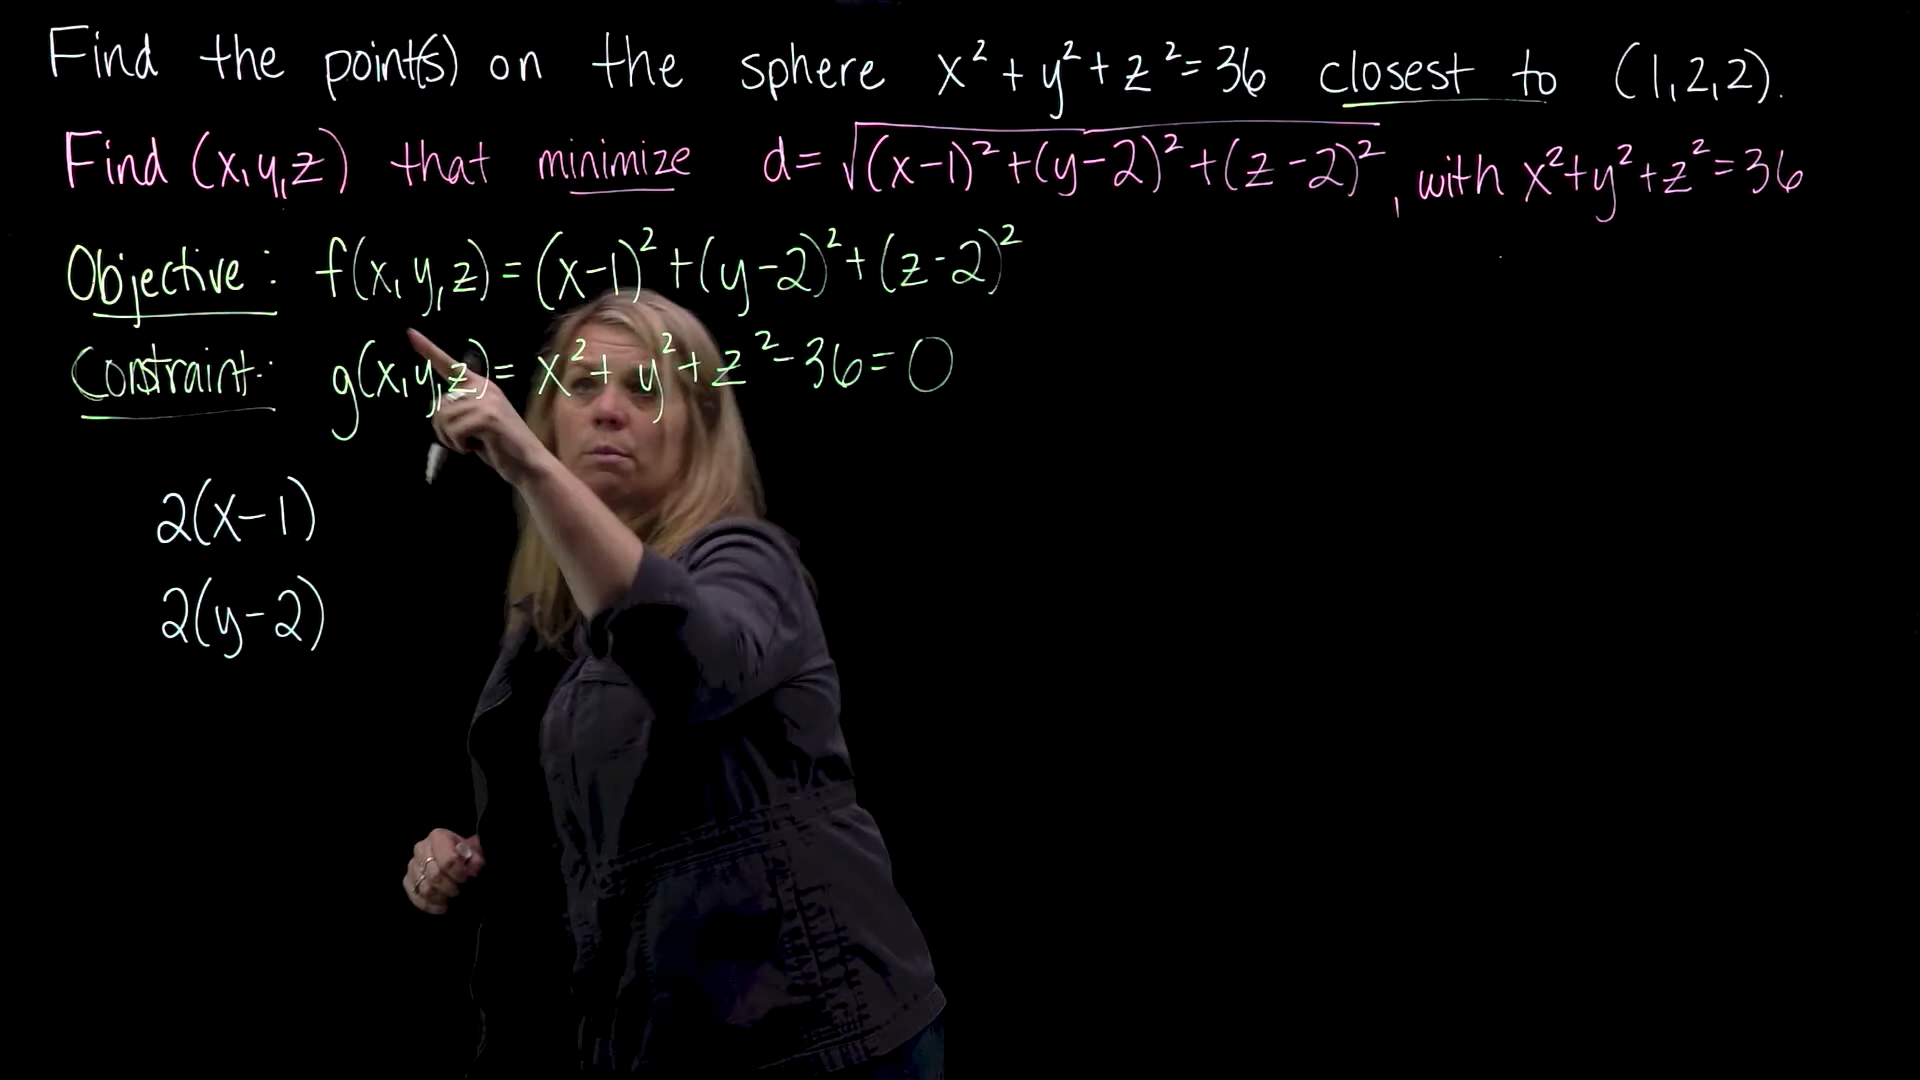 Find the point(s) on the sphere x² + y² + z² = 36 closest to (1,2,2).
Find (x,y,z) that minimize d = √(x-1)² + (y-2)² + (z-2)², with x² + y² + z² = 36
Objective: f(x,y,z) = (x-1)² + (y-2)² + (z-2)²
Constraint: g(x,y,z) = x² + y² + z² - 36 = 0
2(x-1)
2(y-2)